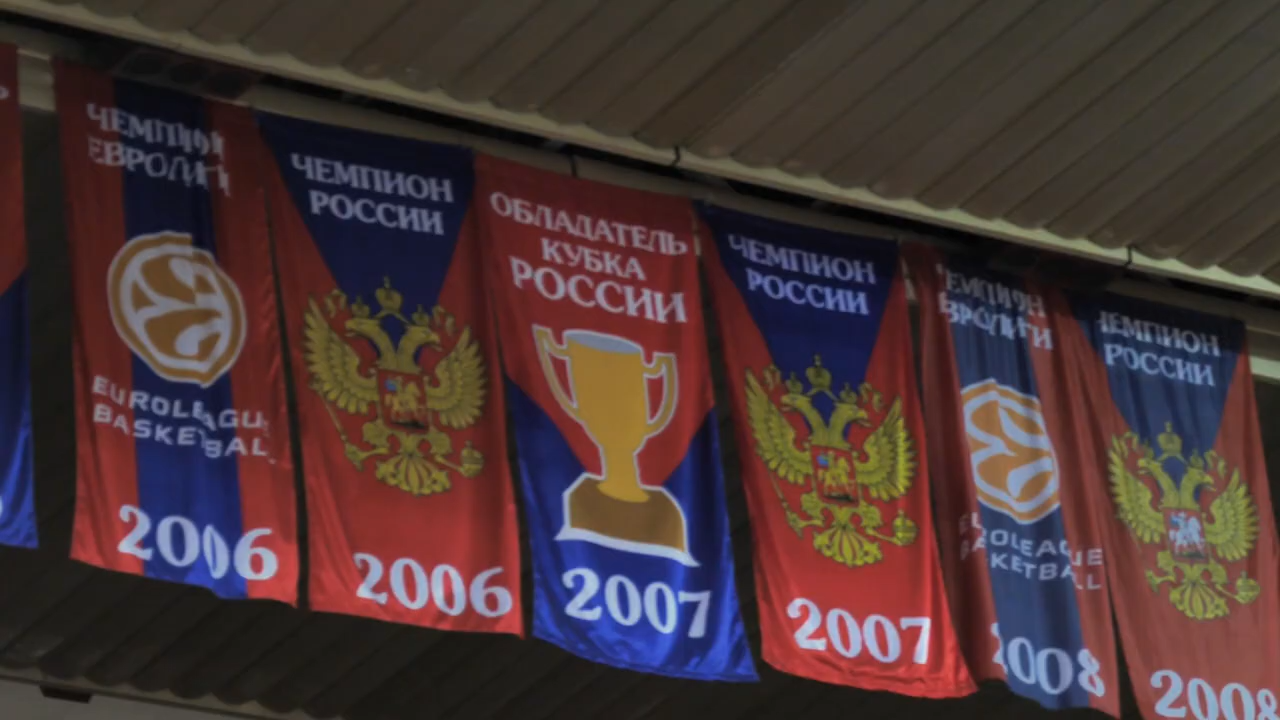 ЧЕМПИОН
ЕВРОЛИГИ
EUROLEAGUE
BASKETBALL
2006
ЧЕМПИОН
РОССИИ
2006
ОБЛАДАТЕЛЬ
КУБКА
РОССИИ
2007
ЧЕМПИОН
РОССИИ
2007
ЧЕМПИОН
ЕВРОЛИГИ
EUROLEAGUE
BASKETBALL
2008
ЧЕМПИОН
РОССИИ
2008